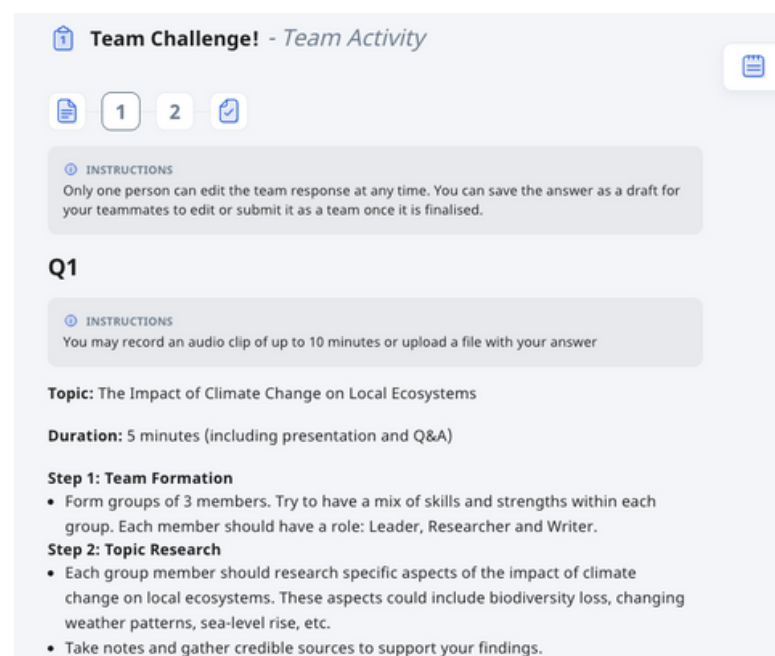 1 Team Challenge! - Team Activity
1 2
INSTRUCTIONS
Only one person can edit the team response at any time. You can save the answer as a draft for
your teammates to edit or submit it as a team once it is finalised.
Q1
INSTRUCTIONS
You may record an audio clip of up to 10 minutes or upload a file with your answer
Topic: The Impact of Climate Change on Local Ecosystems
Duration: 5 minutes (including presentation and Q&A)
Step 1: Team Formation
• Form groups of 3 members. Try to have a mix of skills and strengths within each
group. Each member should have a role: Leader, Researcher and Writer.
Step 2: Topic Research
• Each group member should research specific aspects of the impact of climate
change on local ecosystems. These aspects could include biodiversity loss, changing
weather patterns, sea-level rise, etc.
• Take notes and gather credible sources to support your findings.